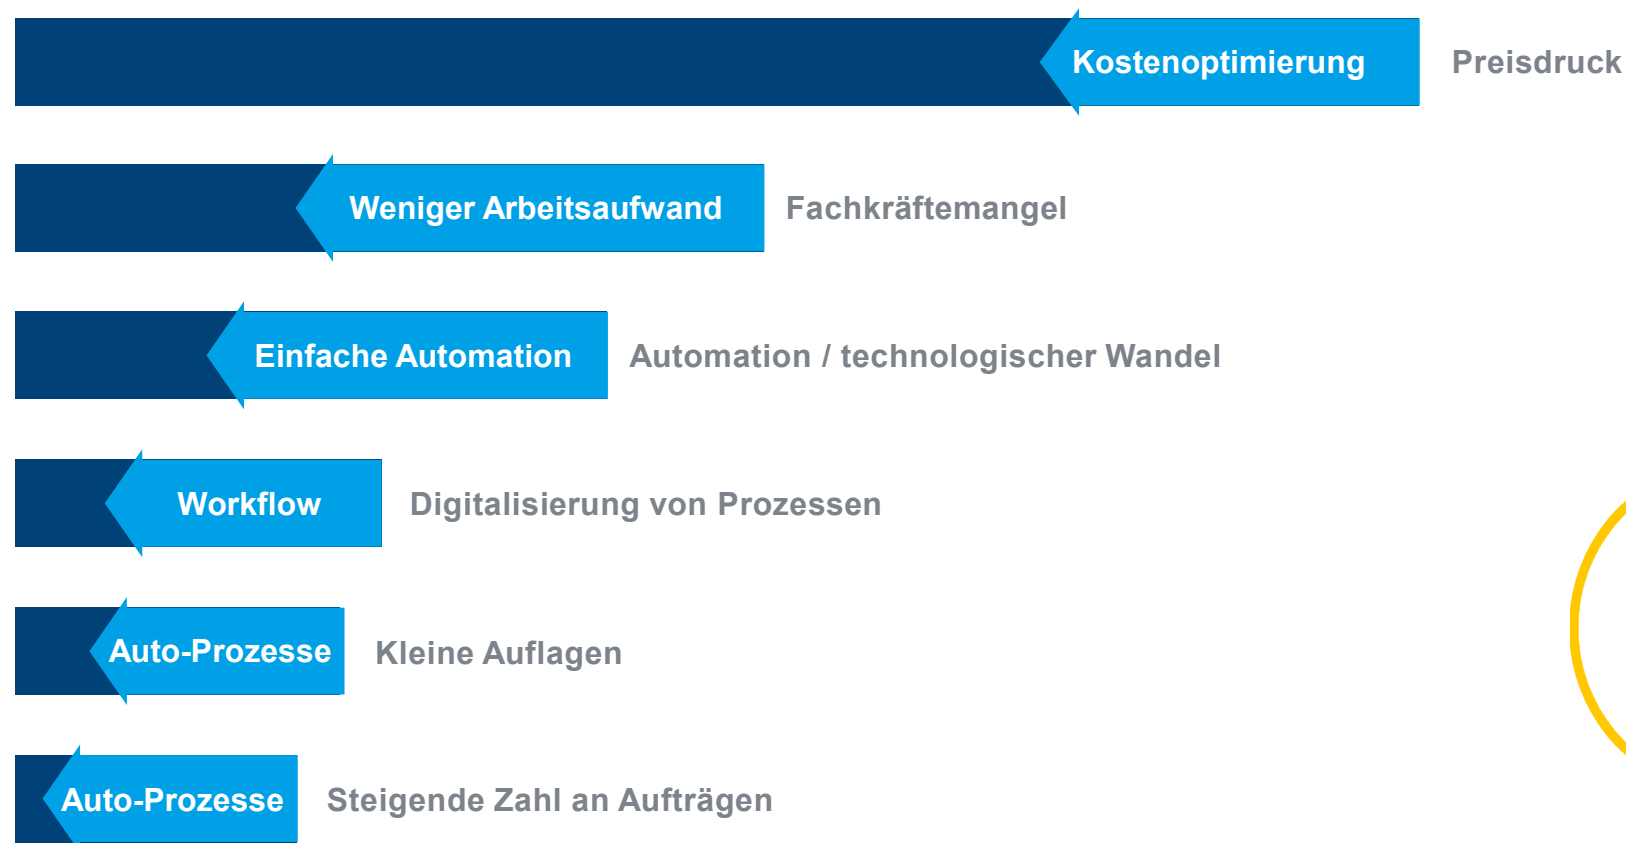 Kostenoptimierung Preisdruck
Weniger Arbeitsaufwand Fachkräftemangel
Einfache Automation Automation / technologischer Wandel
Workflow Digitalisierung von Prozessen
Auto-Prozesse Kleine Auflagen
Auto-Prozesse Steigende Zahl an Aufträgen